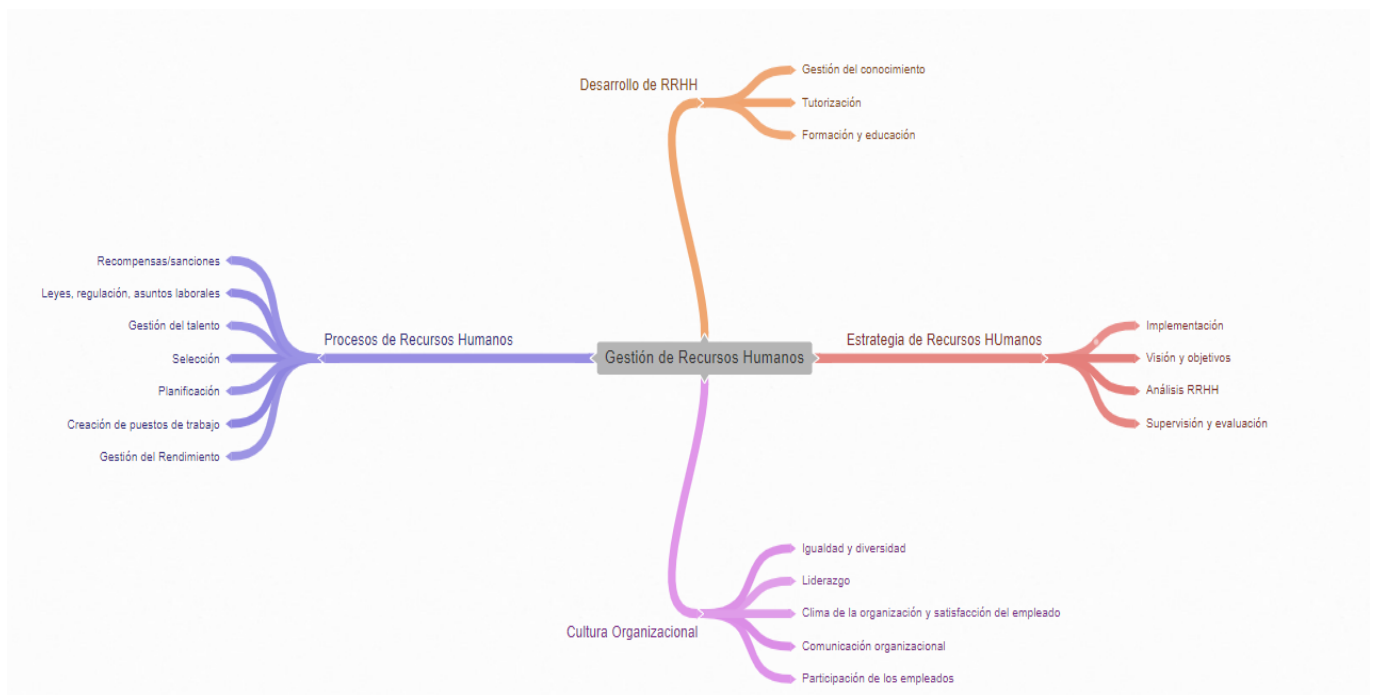 Desarrollo de RRHH
Gestión del conocimiento
Tutorización
Formación y educación
Recompensas/sanciones
Leyes, regulación, asuntos laborales
Gestión del talento
Selección
Planificación
Creación de puestos de trabajo
Gestión del Rendimiento
Procesos de Recursos Humanos
Gestión de Recursos Humanos
Estrategia de Recursos HUmanos
Implementación
Visión y objetivos
Análisis RRHH
Supervisión y evaluación
Cultura Organizacional
Igualdad y diversidad
Liderazgo
Clima de la organización y satisfacción del empleado
Comunicación organizacional
Participación de los empleados